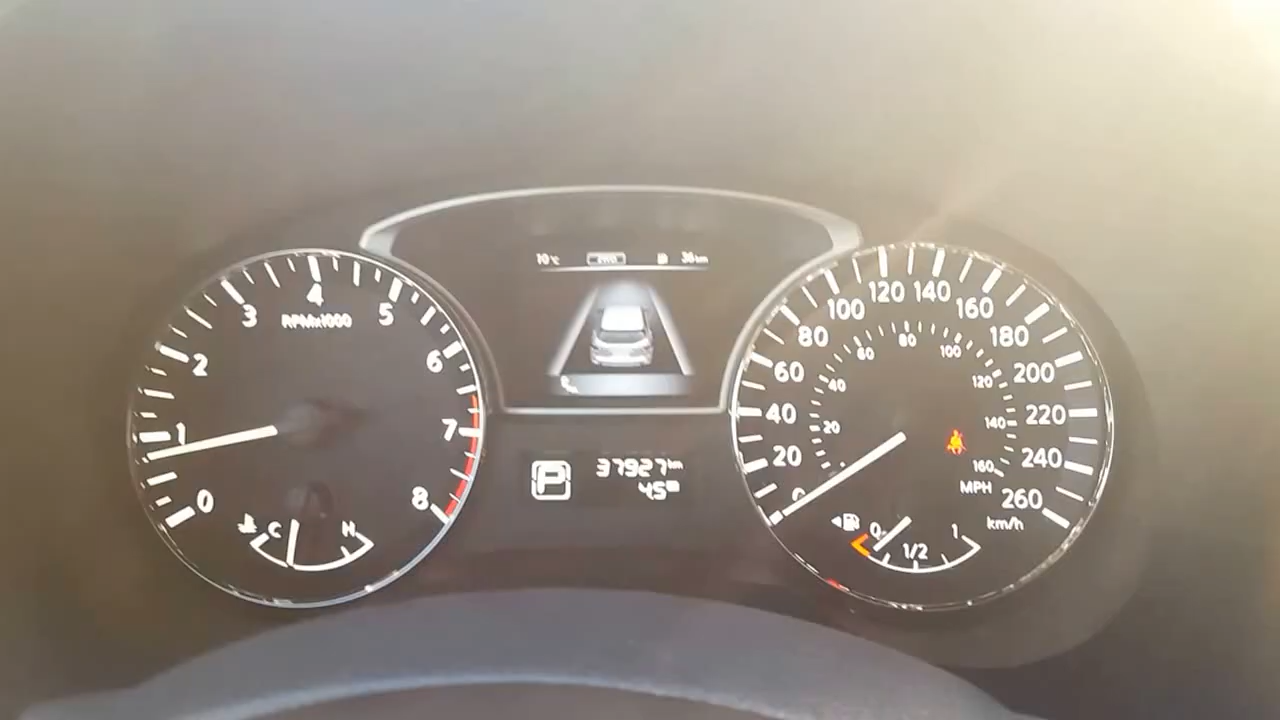 10°C 2WD 36km
0 1 2 3 4 5 6 7 8
RPMx1000
C H
P 37927km
45
0 20 40 60 80 100 120 140 160 180 200 220 240 260
20 40 60 80 100 120 140 160
MPH
km/h
0 1/2 1